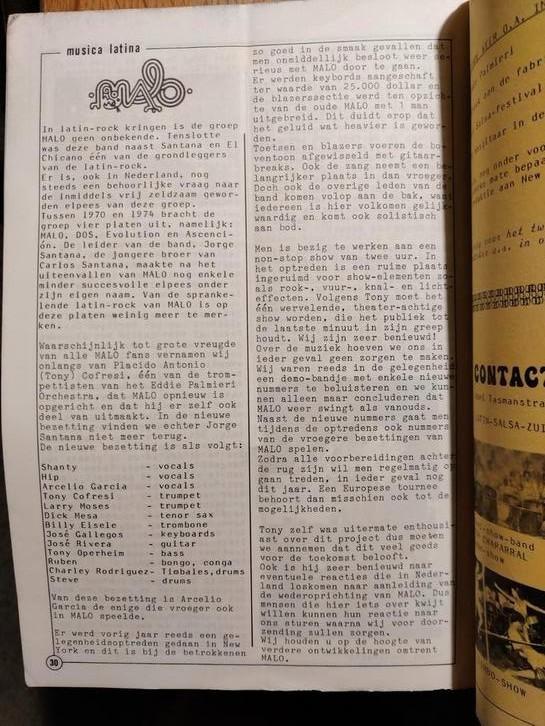 musica latina
MALO
In latin-rock kringen is de groep
MALO geen onbekende. Tenslotte
was deze band naast Santana en El
Chicano één van de grondleggers
van de latin-rock.
Er is, ook in Nederland, nog
steeds een behoorlijke vraag naar
de inmiddels vrij zeldzaam gewor-
den elpees van deze groep.
Tussen 1970 en 1974 bracht de
groep vier platen uit, namelijk:
MALO, DOS, Evolution en Ascenci-
ón. De leider van de band, Jorge
Santana, de jongere broer van
Carlos Santana, maakte na het
uiteenvallen van MALO nog enkele
minder succesvolle elpees onder
zijn eigen naam. Van de spranke-
lende latin-rock van MALO is op
deze platen weinig meer te mer-
ken.
Waarschijnlijk tot grote vreugde
van alle MALO fans vernamen wij
onlangs van Placido Antonio
(Tony) Cofresi, één van de trom-
pettisten van het Eddie Palmieri
Orchestra, dat MALO opnieuw is
opgericht en dat hij er zelf ook
deel van uitmaakt. In de nieuwe
bezetting vinden we echter Jorge
Santana niet meer terug.
De nieuwe bezetting is als volgt:
Shanty - vocals
Hip - vocals
Arcelio Garcia - vocals
Tony Cofresi - trumpet
Larry Moses - trumpet
Dick Mesa - tenor sax
Billy Eisele - trombone
José Gallegos - keyboards
José Rivera - guitar
Tony Operheim - bass
Ruben - bongo, conga
Charley Rodriguez- Timbales,drums
Steve - drums
Van deze bezetting is Arcelio
Garcia de enige die vroeger ook
in MALO speelde.
Er werd vorig jaar reeds een ge-
legenheidsoptreden gedaan in New
York en dit is bij de betrokkenen
30
zo goed in de smaak gevallen dat
men onmiddellijk besloot weer se-
rieus met MALO door te gaan.
Er werden keybords aangeschaft
ter waarde van 25.000 dollar en
de blazerssectie werd ten opzich-
te van de oude MALO met 1 man
uitgebreid. Dit duidt erop dat
het geluid wat heavier is gewor-
den.
Toetsen en blazers voeren de bo-
ventoon afgewisseld met gitaar-
breaks. Ook de zang neemt een be-
langrijker plaats in dan vroeger.
Doch ook de overige leden van de
band komen volop aan de bak, want
iedereen is hier volkomen gelijk-
waardig en komt ook solistisch
aan bod.
Men is bezig te werken aan een
non-stop show van twee uur. In
het optreden is een ruime plaats
ingeruimd voor show-elementen zo-
als rook-, vuur-, knal- en licht-
effecten. Volgens Tony moet het
één wervelende, theater-achtige
show worden, die het publiek tot
de laatste minuut in zijn greep
houdt. Wij zijn zeer benieuwd!
Over de muziek hoeven we ons in
ieder geval geen zorgen te maken.
Wij waren reeds in de gelegenheid
een demo-bandje met enkele nieuwe
nummers te beluisteren en we kun-
nen alleen maar concluderen dat
MALO weer swingt als vanouds.
Naast de nieuwe nummers gaat men
tijdens de optredens ook nummers
van de vroegere bezettingen van
MALO spelen.
Zodra alle voorbereidingen achter
de rug zijn wil men regelmatig op
gaan treden, in ieder geval nog
dit jaar. Een Europese tournee
behoort dan misschien ook tot de
mogelijkheden.
Tony zelf was uitermate enthousi-
ast over dit project dus moeten
we aannemen dat dit veel goeds
voor de toekomst belooft.
Ook is hij zeer benieuwd naar
eventuele reacties die in Neder-
land loskomen naar aanleiding van
de wederoprichting van MALO. Dus
mensen die hier iets over kwijt
willen kunnen hun reactie naar
ons sturen waarna wij voor door-
zending zullen zorgen.
Wij houden u op de hoogte van
verdere ontwikkelingen omtrent
MALO.
Palmieri
aan de fabr
Salsa-festival
nog onder voor
CONTACT
Tasmanstra
LATIN-SALSA-ZUI
show-band
CHAPARRAL
show
SHOW